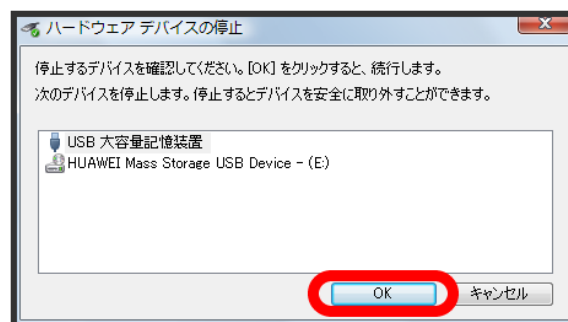 ハードウェア デバイスの停止
停止するデバイスを確認してください。[OK] をクリックすると、続行します。
次のデバイスを停止します。停止するとデバイスを安全に取り外すことができます。
USB 大容量記憶装置
HUAWEI Mass Storage USB Device - (E:)
OK
キャンセル